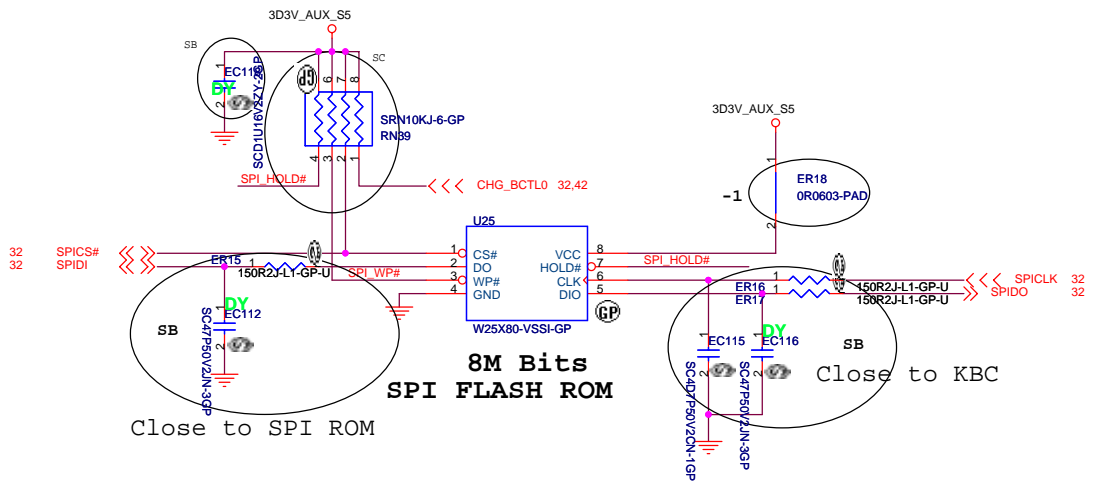 3D3V_AUX_S5
SB
SC
1
EC119
DY
2
SCD1U16V2ZY-2GP
GP
6
7
8
4
3
2
1
SRN10KJ-6-GP
RN39
SPI_HOLD#
CHG_BCTL0 32,42
3D3V_AUX_S5
1
2
-1
ER18
0R0603-PAD
U25
1 CS#
2 DO
3 WP#
4 GND
VCC 8
HOLD# 7
CLK 6
DIO 5
W25X80-VSSI-GP
GP
32 SPICS#
32 SPIDI
ER15
1
150R2J-L1-GP-U
SPI_WP#
SPI_HOLD#
SPICLK 32
SPIDO 32
ER16
150R2J-L1-GP-U
ER17
150R2J-L1-GP-U
SB
1
DY
EC112
2
SC47P50V2JN-3GP
Close to SPI ROM
8M Bits
SPI FLASH ROM
1
EC115
2
SC4D7P50V2CN-1GP
1
DY
EC116
2
SC47P50V2JN-3GP
SB
Close to KBC